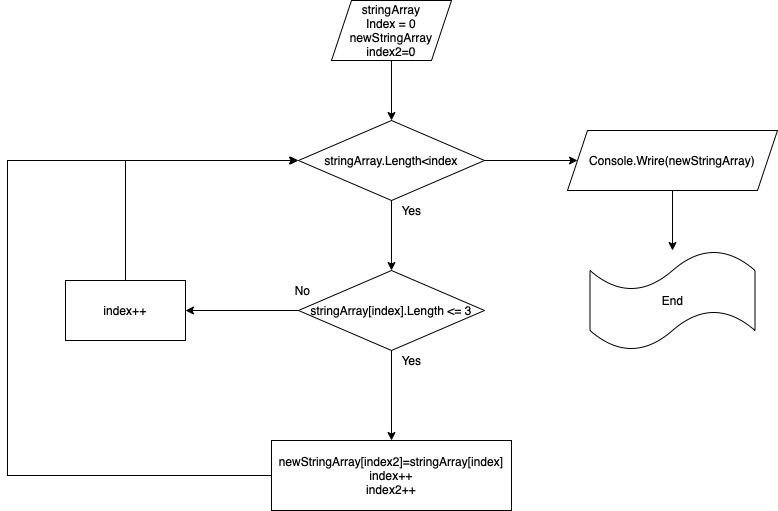 stringArray
Index = 0
newStringArray
index2=0
stringArray.Length<index
Console.Wrire(newStringArray)
Yes
End
No
stringArray[index].Length <= 3
index++
Yes
newStringArray[index2]=stringArray[index]
index++
index2++